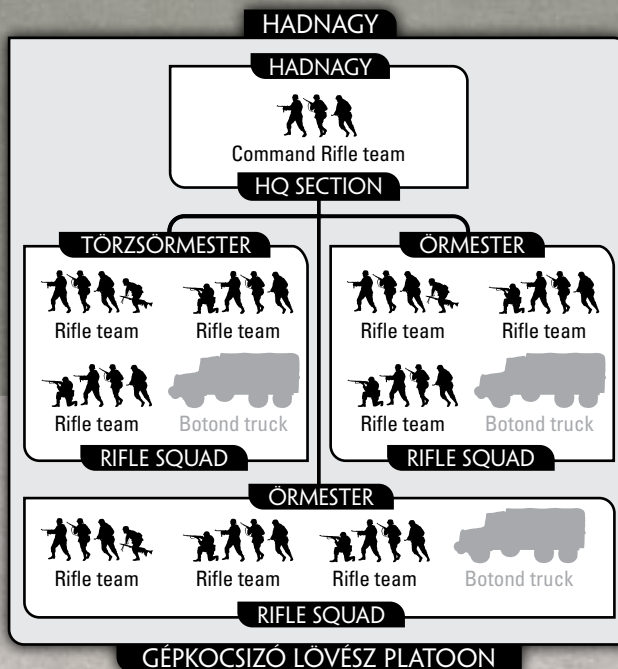 HADNAGY
HADNAGY
Command Rifle team
HQ SECTION
TÖRZSŐRMESTER
Rifle team
Rifle team
Rifle team
Botond truck
RIFLE SQUAD
ŐRMESTER
Rifle team
Rifle team
Rifle team
Botond truck
RIFLE SQUAD
ŐRMESTER
Rifle team
Rifle team
Rifle team
Botond truck
RIFLE SQUAD
GÉPKOCSIZÓ LÖVÉSZ PLATOON